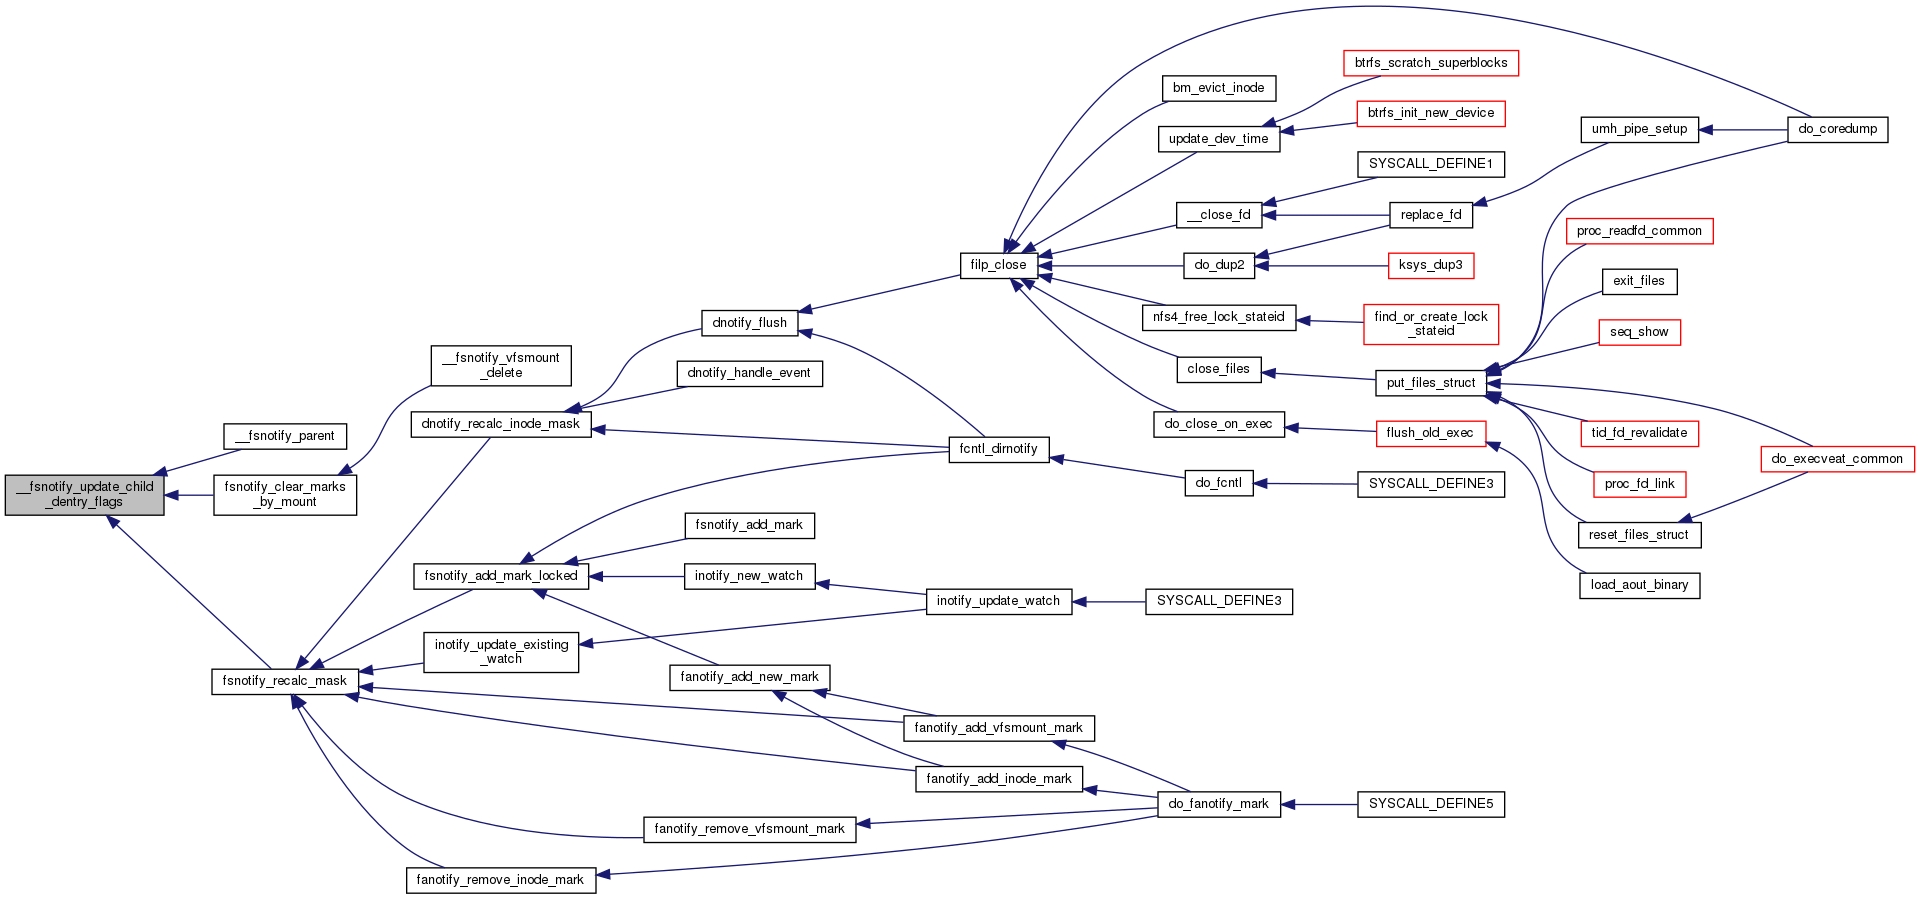 __fsnotify_update_child
_dentry_flags
__fsnotify_parent
fsnotify_clear_marks
_by_mount
fsnotify_recalc_mask
__fsnotify_vfsmount
_delete
dnotify_recalc_inode_mask
fsnotify_add_mark_locked
inotify_update_existing
_watch
fanotify_remove_inode_mark
dnotify_flush
dnotify_handle_event
fsnotify_add_mark
inotify_new_watch
fanotify_add_new_mark
fanotify_remove_vfsmount_mark
filp_close
fcntl_dirnotify
inotify_update_watch
fanotify_add_vfsmount_mark
fanotify_add_inode_mark
bm_evict_inode
update_dev_time
__close_fd
do_dup2
nfs4_free_lock_stateid
close_files
do_close_on_exec
do_fcntl
SYSCALL_DEFINE3
do_fanotify_mark
btrfs_scratch_superblocks
btrfs_init_new_device
SYSCALL_DEFINE1
replace_fd
ksys_dup3
find_or_create_lock
_stateid
put_files_struct
flush_old_exec
SYSCALL_DEFINE3
SYSCALL_DEFINE5
umh_pipe_setup
proc_readfd_common
exit_files
seq_show
tid_fd_revalidate
proc_fd_link
reset_files_struct
load_aout_binary
do_coredump
do_execveat_common